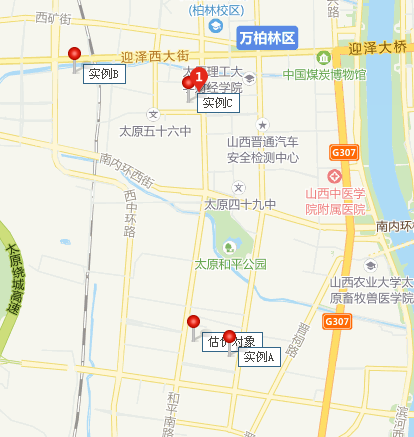 西矿街
(柏林校区)
万柏林区
迎泽西大街
迎泽大桥
实例B
太原理工大
学财经学院
1
实例C
中国煤炭博物馆
太原五十六中
山西晋通汽车
安全检测中心
G307
南内环西街
山西中医学
院附属医院
西中环路
太原四十九中
南内环
太原和平公园
山西农业大学太
原畜牧兽医学院
太原绕城高速
G307
估价对象
实例A
晋祠路
和平南路
滨河西